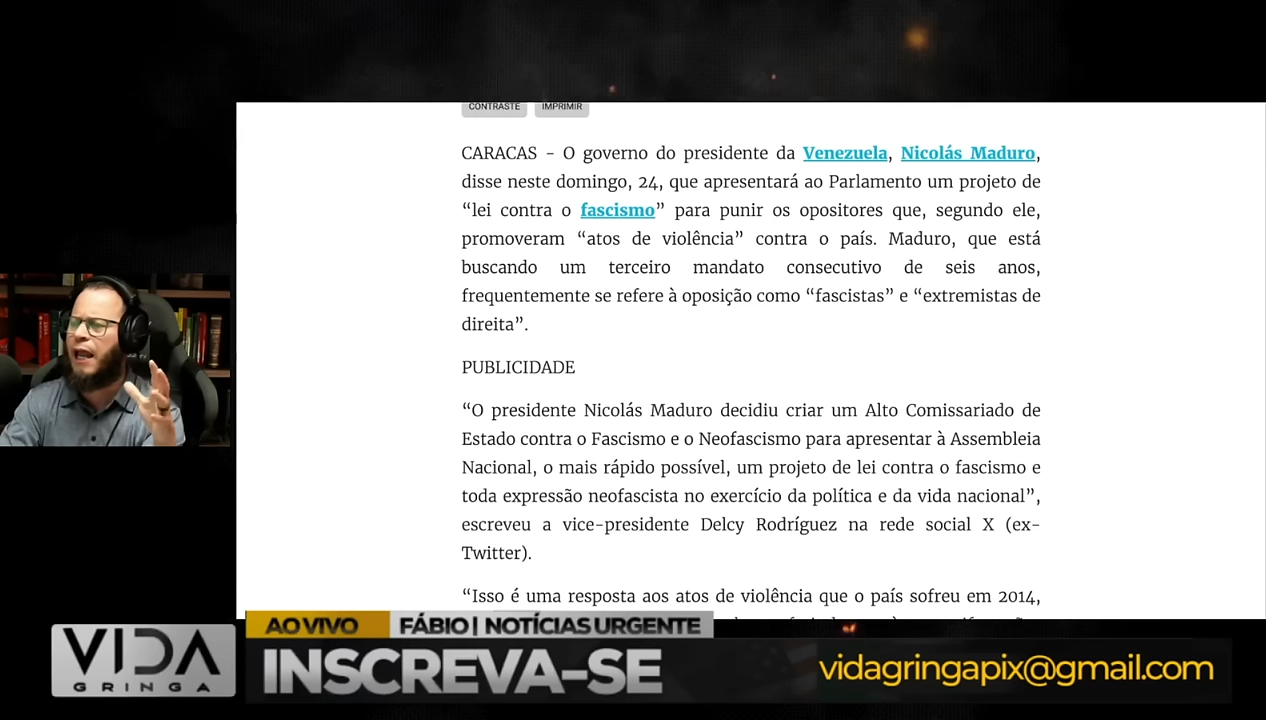 CONTRASTE IMPRIMIR
CARACAS - O governo do presidente da Venezuela, Nicolás Maduro,
disse neste domingo, 24, que apresentará ao Parlamento um projeto de
“lei contra o fascismo” para punir os opositores que, segundo ele,
promoveram “atos de violência” contra o país. Maduro, que está
buscando um terceiro mandato consecutivo de seis anos,
frequentemente se refere à oposição como “fascistas” e “extremistas de
direita”.
PUBLICIDADE
“O presidente Nicolás Maduro decidiu criar um Alto Comissariado de
Estado contra o Fascismo e o Neofascismo para apresentar à Assembleia
Nacional, o mais rápido possível, um projeto de lei contra o fascismo e
toda expressão neofascista no exercício da política e da vida nacional”,
escreveu a vice-presidente Delcy Rodríguez na rede social X (ex-
Twitter).
“Isso é uma resposta aos atos de violência que o país sofreu em 2014,
AO VIVO FÁBIO | NOTÍCIAS URGENTE
VIDA
GRINGA
INSCREVA-SE
vidagringapix@gmail.com